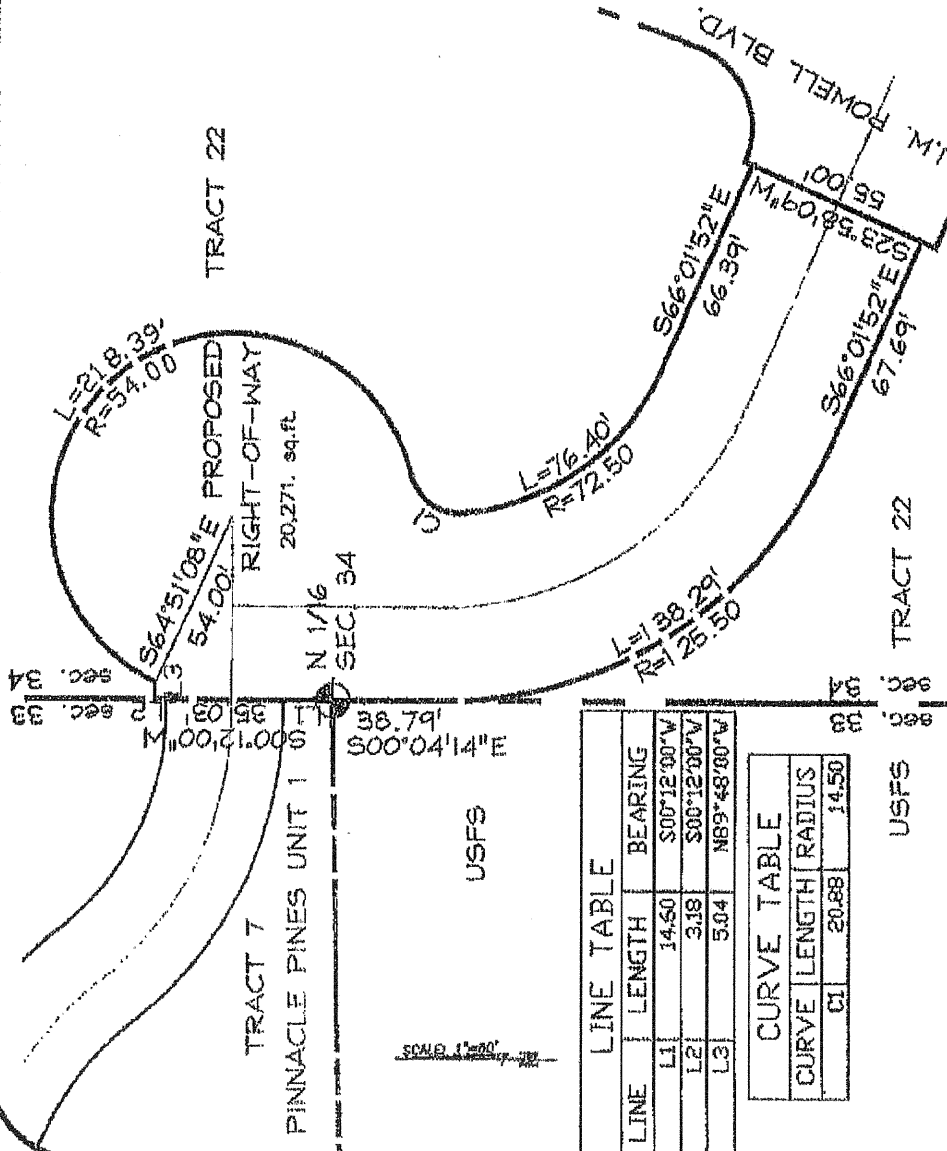 TRACT 22
J.W. POWELL BLVD.
L=218.39'
R=54.00
PROPOSED
RIGHT-OF-WAY
20,271. sq.ft.
S64°51'08"E
54.00'
S66°01'52"E
66.39'
S23°58'09"W
55.00'
L=76.40'
R=72.50
C1
S66°01'52"E
67.69'
L=138.29'
R=125.50
N 1/16
SEC. 34
sec. 34
sec. 33
L3
L2
S00°12'00"W
35.03'
L1
38.79'
S00°04'14"E
TRACT 7
PINNACLE PINES UNIT 1
USFS
TRACT 22
sec. 34
sec. 33
USFS
LINE TABLE
LINE LENGTH BEARING
L1 14.60 S00°12'00"W
L2 3.18 S00°12'00"W
L3 5.04 N89°48'00"W
CURVE TABLE
CURVE LENGTH RADIUS
C1 20.88 14.50